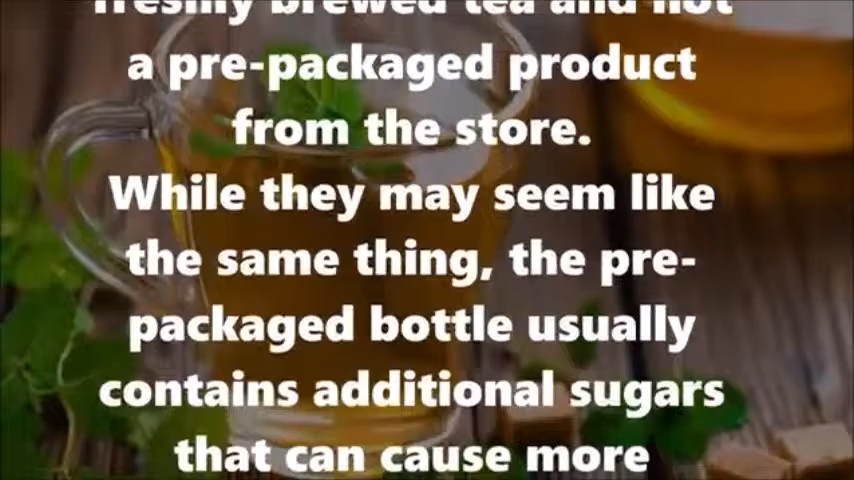 freshly brewed tea and not
a pre-packaged product
from the store.
While they may seem like
the same thing, the pre-
packaged bottle usually
contains additional sugars
that can cause more